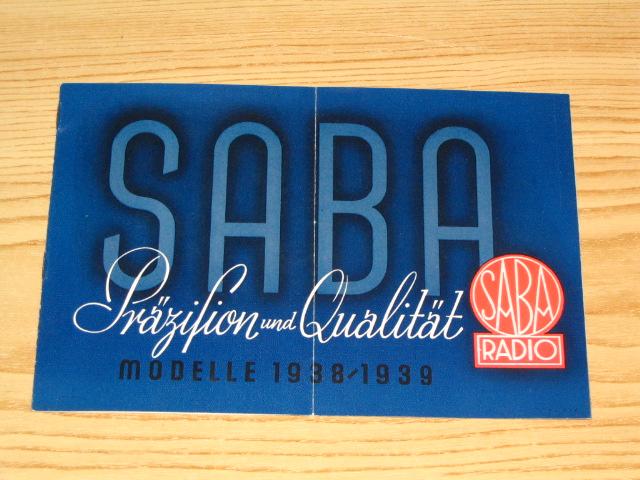 SABA
Präzision und Qualität
MODELLE 1938/1939
SABA
RADIO